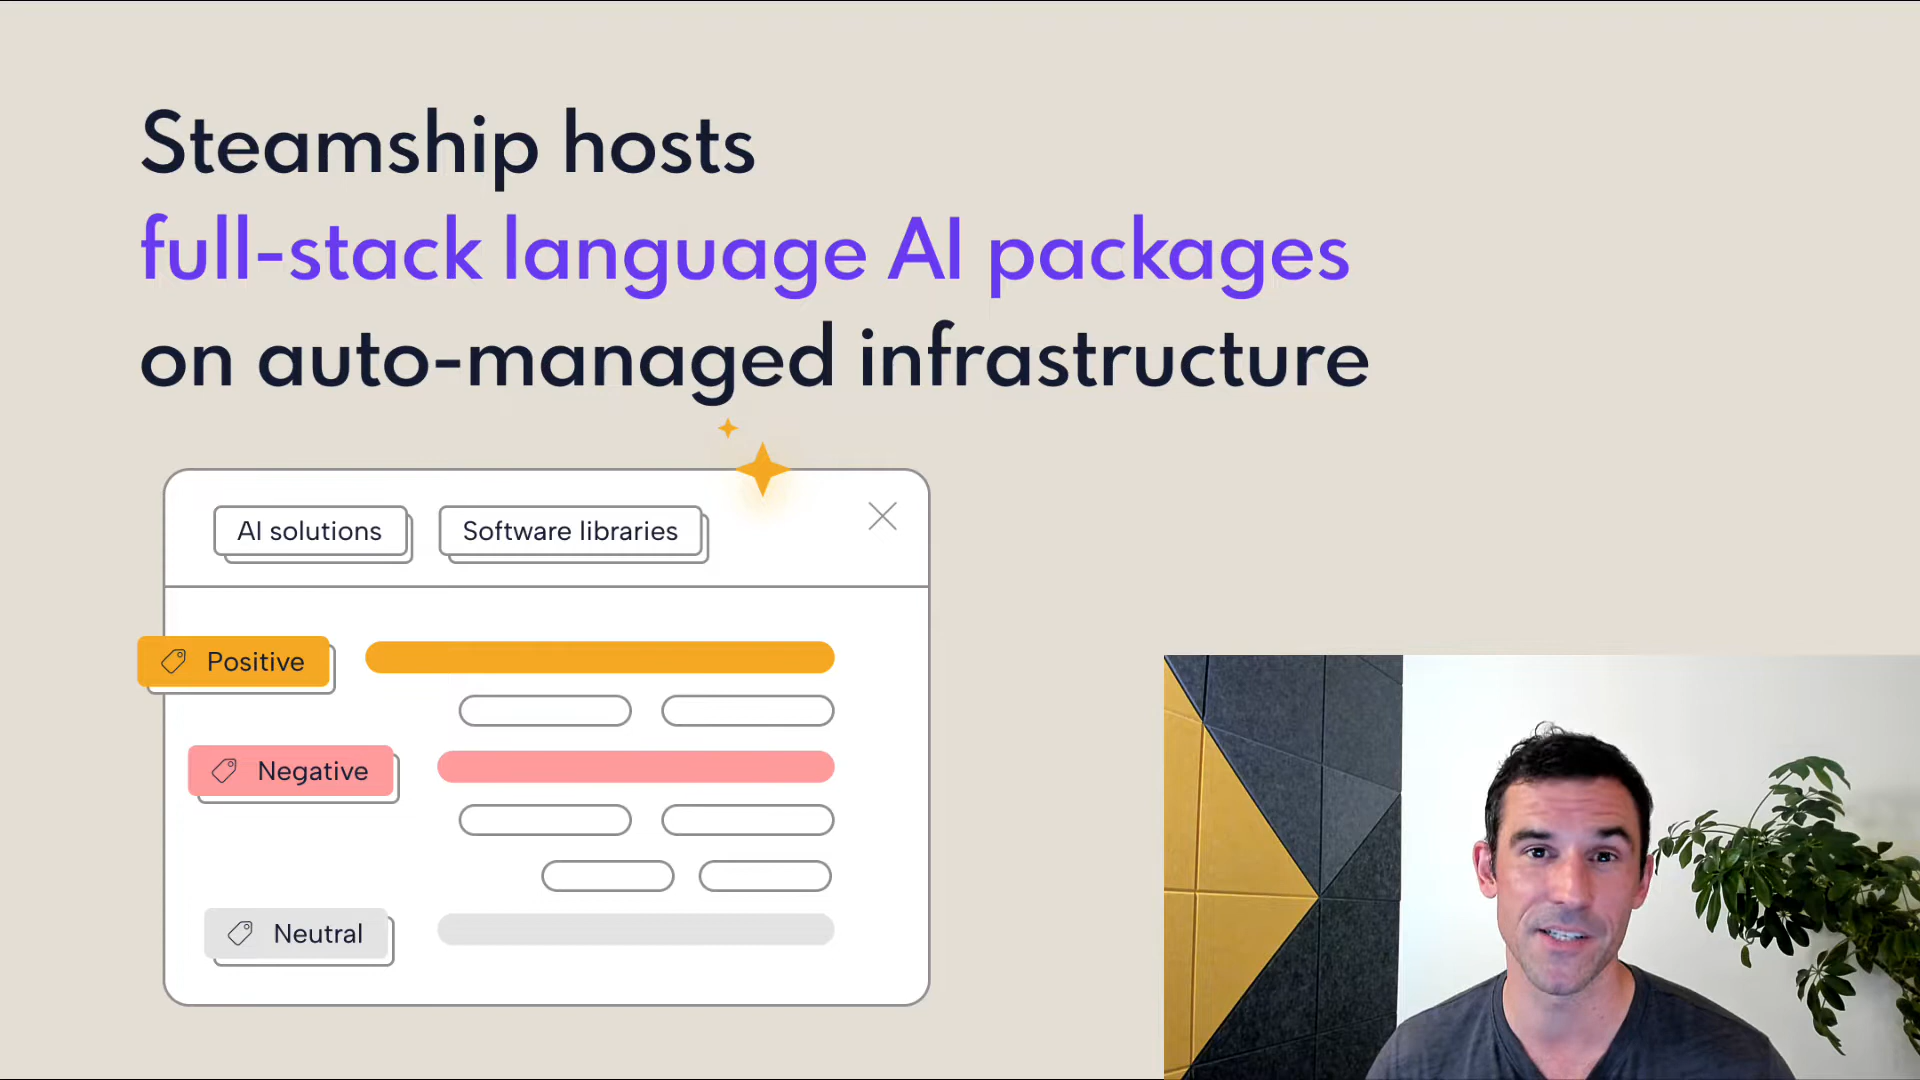 Steamship hosts
full-stack language AI packages
on auto-managed infrastructure
AI solutions
Software libraries
Positive
Negative
Neutral